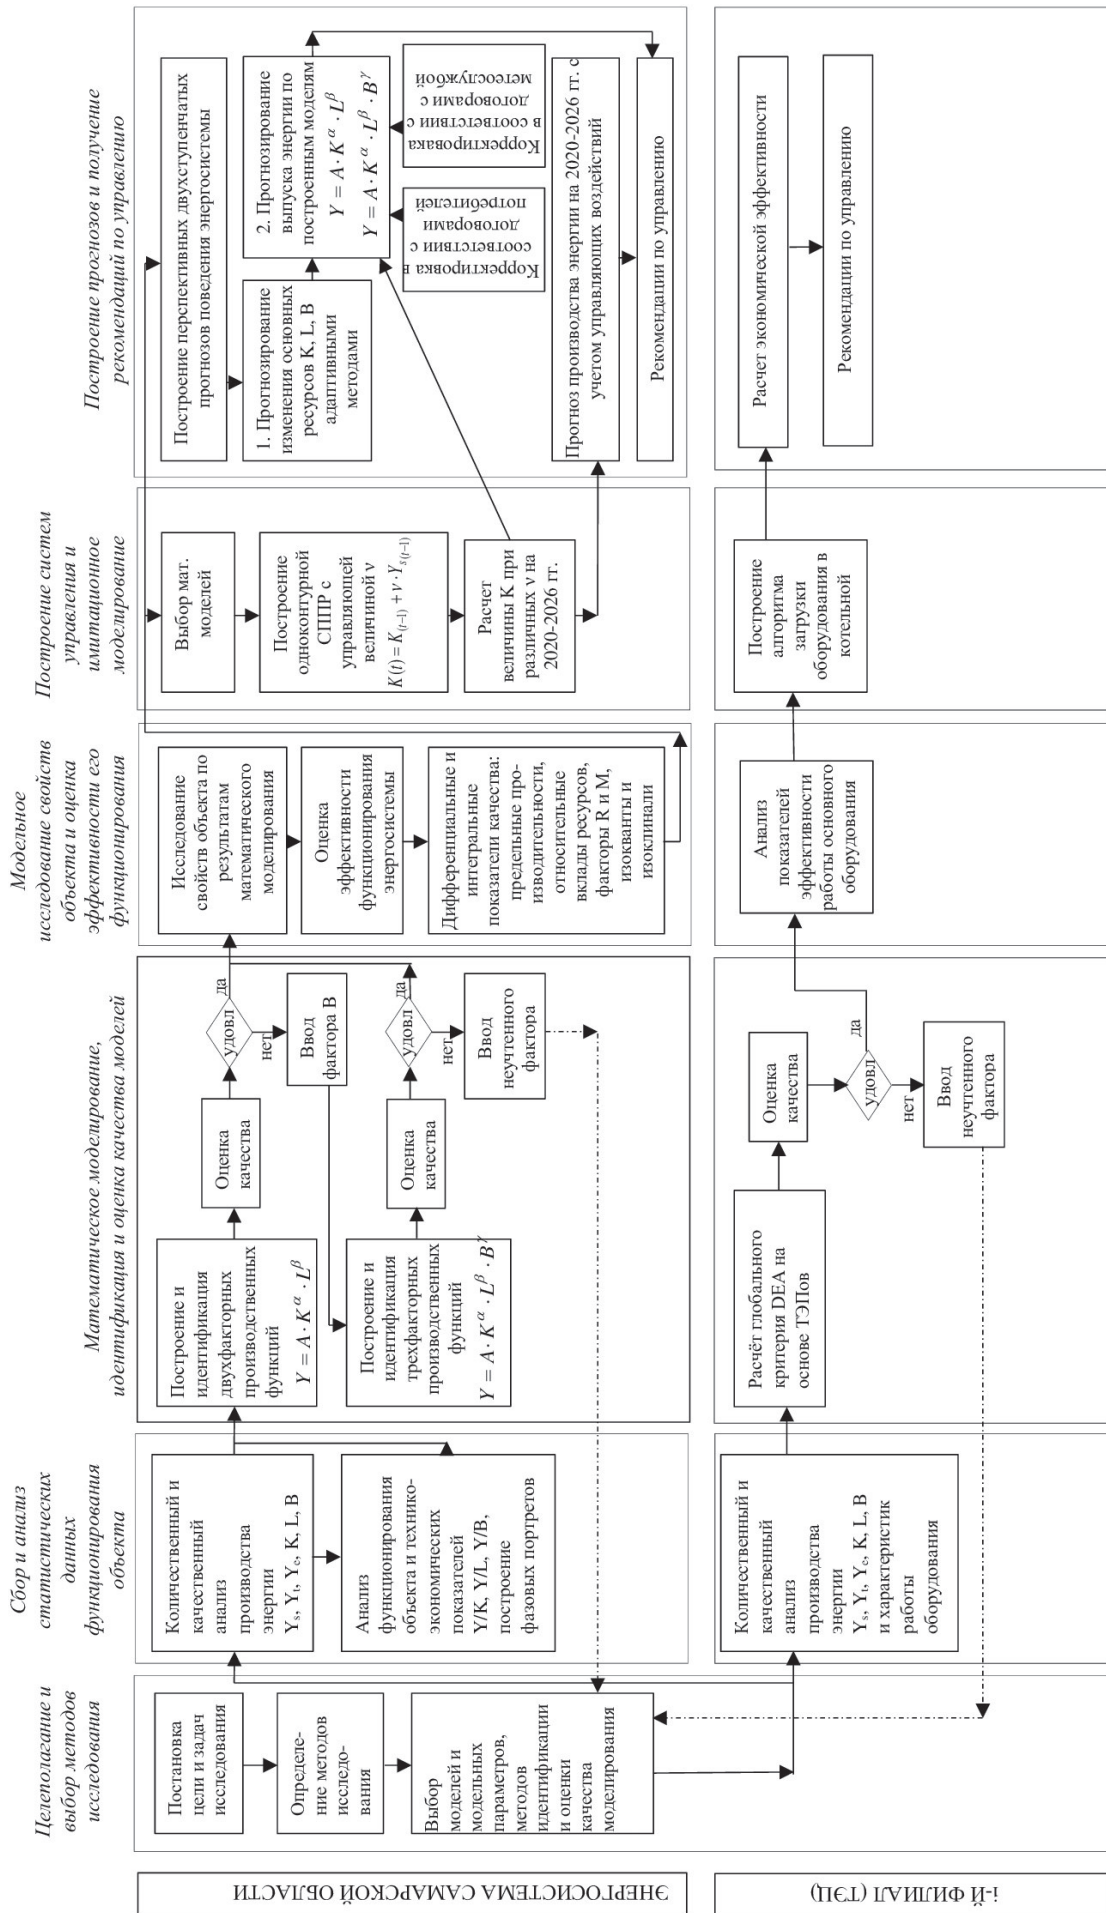 Целеполагание и
выбор методов
исследования
Сбор и анализ
статистических
данных
функционирования
объекта
Математическое моделирование,
идентификация и оценка качества моделей
Модельное
исследование свойств
объекта и оценка
эффективности его
функционирования
Построение систем
управления и
имитационное
моделирование
Построение прогнозов и получение
рекомендаций по управлению
ЭНЕРГОСИСТЕМА САМАРСКОЙ ОБЛАСТИ
Постановка
цели и задач
исследования
Определе-
ние методов
исследо-
вания
Выбор
моделей и
модельных
параметров,
методов
идентификации
и оценки
качества
моделирования
Количественный и
качественный
анализ
производства
энергии
Yₛ, Yₜ, Yₑ, K, L, B
Анализ
функционирования
объекта и технико-
экономических
показателей
Y/K, Y/L, Y/B,
построение
фазовых портретов
Построение и
идентификация
двухфакторных
производственных
функций
Y = A · K^α · L^β
Оценка
качества
удовл
да
нет
Ввод
фактора B
Построение и
идентификация
трехфакторных
производственных
функций
Y = A · K^α · L^β · B^γ
Оценка
качества
удовл
да
нет
Ввод
неучтенного
фактора
Исследование
свойств объекта по
результатам
математического
моделирования
Оценка
эффективности
функционирования
энергосистемы
Дифференциальные и
интегральные
показатели качества:
предельные про-
изводительности,
относительные
вклады ресурсов,
факторы R и M,
изокванты и
изоклинали
Выбор мат.
моделей
Построение
одноконтурной
СППР с
управляющей
величиной ν
K(t) = K₍ₜ₋₁₎ + ν · Yₛ₍ₜ₋₁₎
Расчет
величины K при
различных ν на
2020-2026 гг.
Построение перспективных двухступенчатых
прогнозов поведения энергосистемы
1. Прогнозирование
изменения основных
ресурсов K, L, B
адаптивными
методами
2. Прогнозирование
выпуска энергии по
построенным моделям
Y = A · K^α · L^β
Y = A · K^α · L^β · B^γ
Корректировка в
соответствии с
договорами
потребителей
Корректировака
в соответствии с
договорами с
метеослужбой
Прогноз производства энергии на 2020-2026 гг. с
учетом управляющих воздействий
Рекомендации по управлению
i-Й ФИЛИАЛ (ТЭЦ)
Количественный и
качественный
анализ
производства
энергии
Yₛ, Yₜ, Yₑ, K, L, B
и характеристик
работы
оборудования
Расчёт глобального
критерия DEA на
основе ТЭПов
Оценка
качества
удовл
да
нет
Ввод
неучтенного
фактора
Анализ
показателей
эффективности
работы основного
оборудования
Построение
алгоритма
загрузки
оборудования в
котельной
Расчет экономической эффективности
Рекомендации по управлению